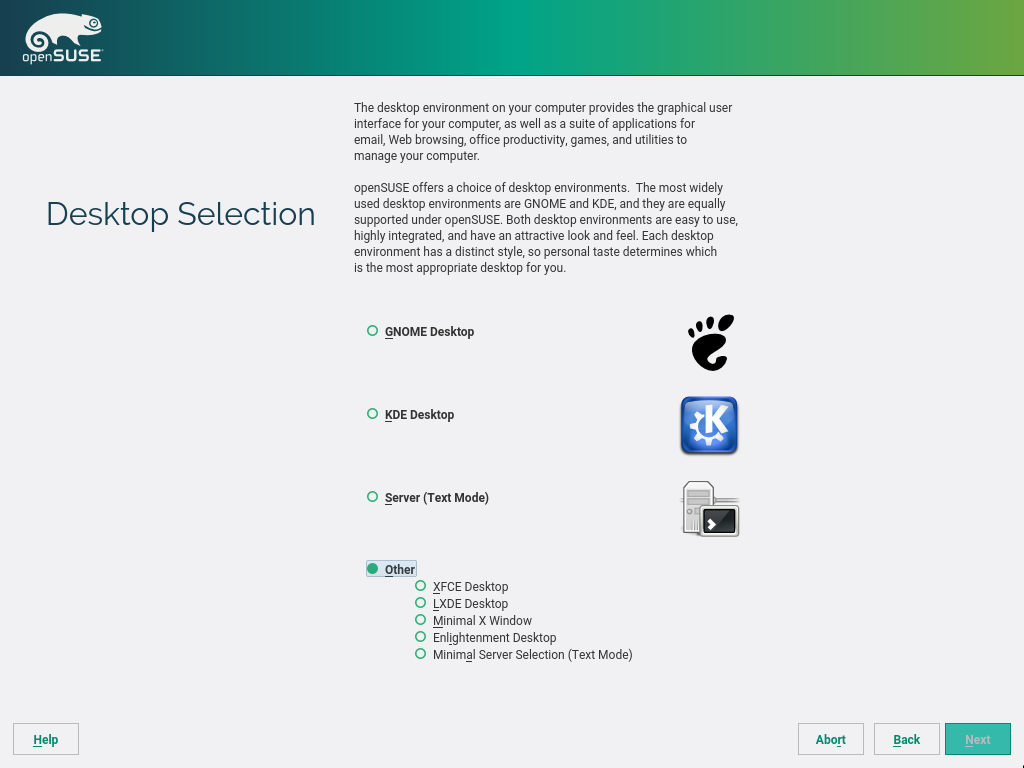 openSUSE
The desktop environment on your computer provides the graphical user
interface for your computer, as well as a suite of applications for
email, Web browsing, office productivity, games, and utilities to
manage your computer.
Desktop Selection
openSUSE offers a choice of desktop environments.  The most widely
used desktop environments are GNOME and KDE, and they are equally
supported under openSUSE. Both desktop environments are easy to use,
highly integrated, and have an attractive look and feel. Each desktop
environment has a distinct style, so personal taste determines which
is the most appropriate desktop for you.
GNOME Desktop
KDE Desktop
Server (Text Mode)
Other
XFCE Desktop
LXDE Desktop
Minimal X Window
Enlightenment Desktop
Minimal Server Selection (Text Mode)
Help
Abort
Back
Next